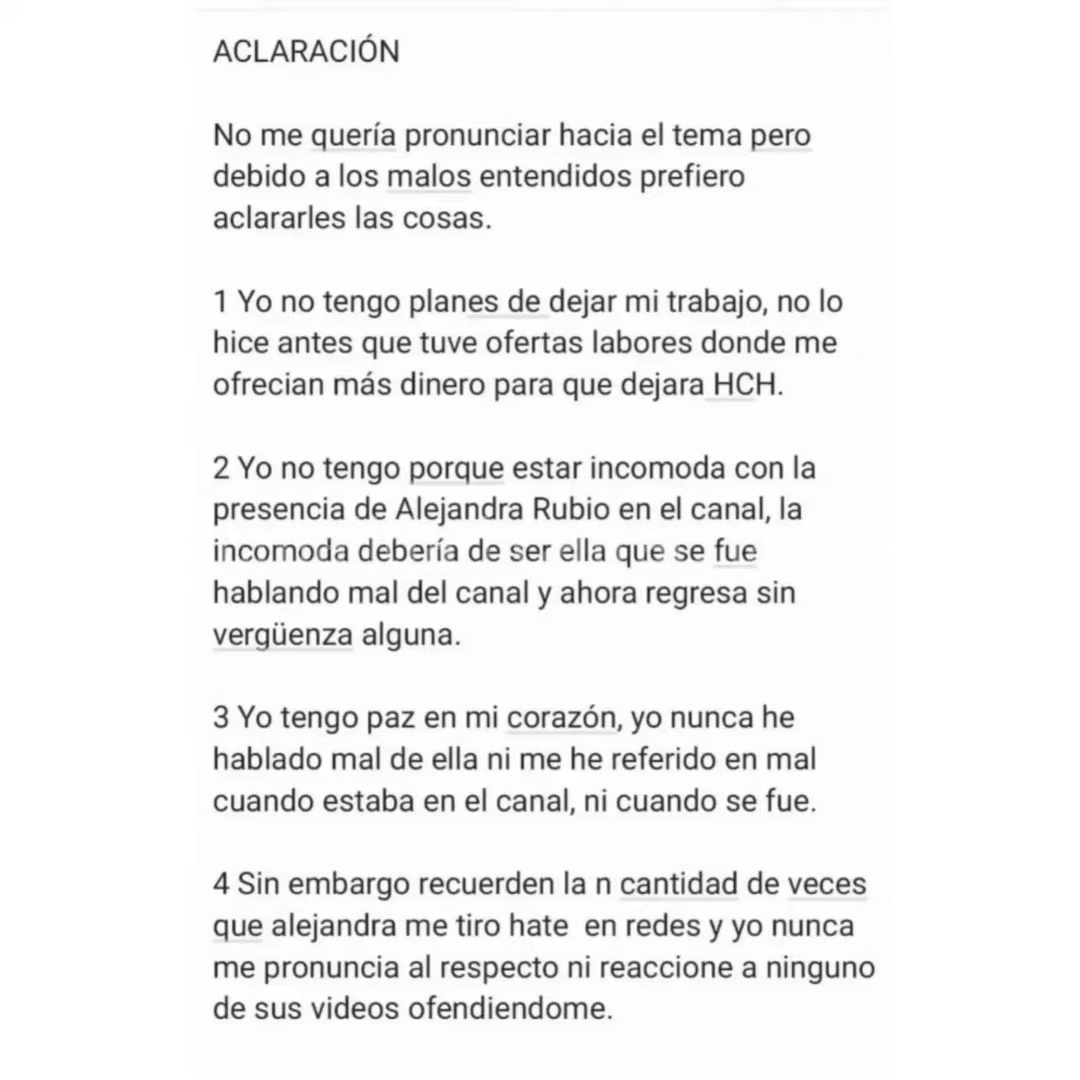 ACLARACIÓN
No me quería pronunciar hacia el tema pero
debido a los malos entendidos prefiero
aclararles las cosas.
1 Yo no tengo planes de dejar mi trabajo, no lo
hice antes que tuve ofertas labores donde me
ofrecian más dinero para que dejara HCH.
2 Yo no tengo porque estar incomoda con la
presencia de Alejandra Rubio en el canal, la
incomoda debería de ser ella que se fue
hablando mal del canal y ahora regresa sin
vergüenza alguna.
3 Yo tengo paz en mi corazón, yo nunca he
hablado mal de ella ni me he referido en mal
cuando estaba en el canal, ni cuando se fue.
4 Sin embargo recuerden la n cantidad de veces
que alejandra me tiro hate en redes y yo nunca
me pronuncia al respecto ni reaccione a ninguno
de sus videos ofendiendome.